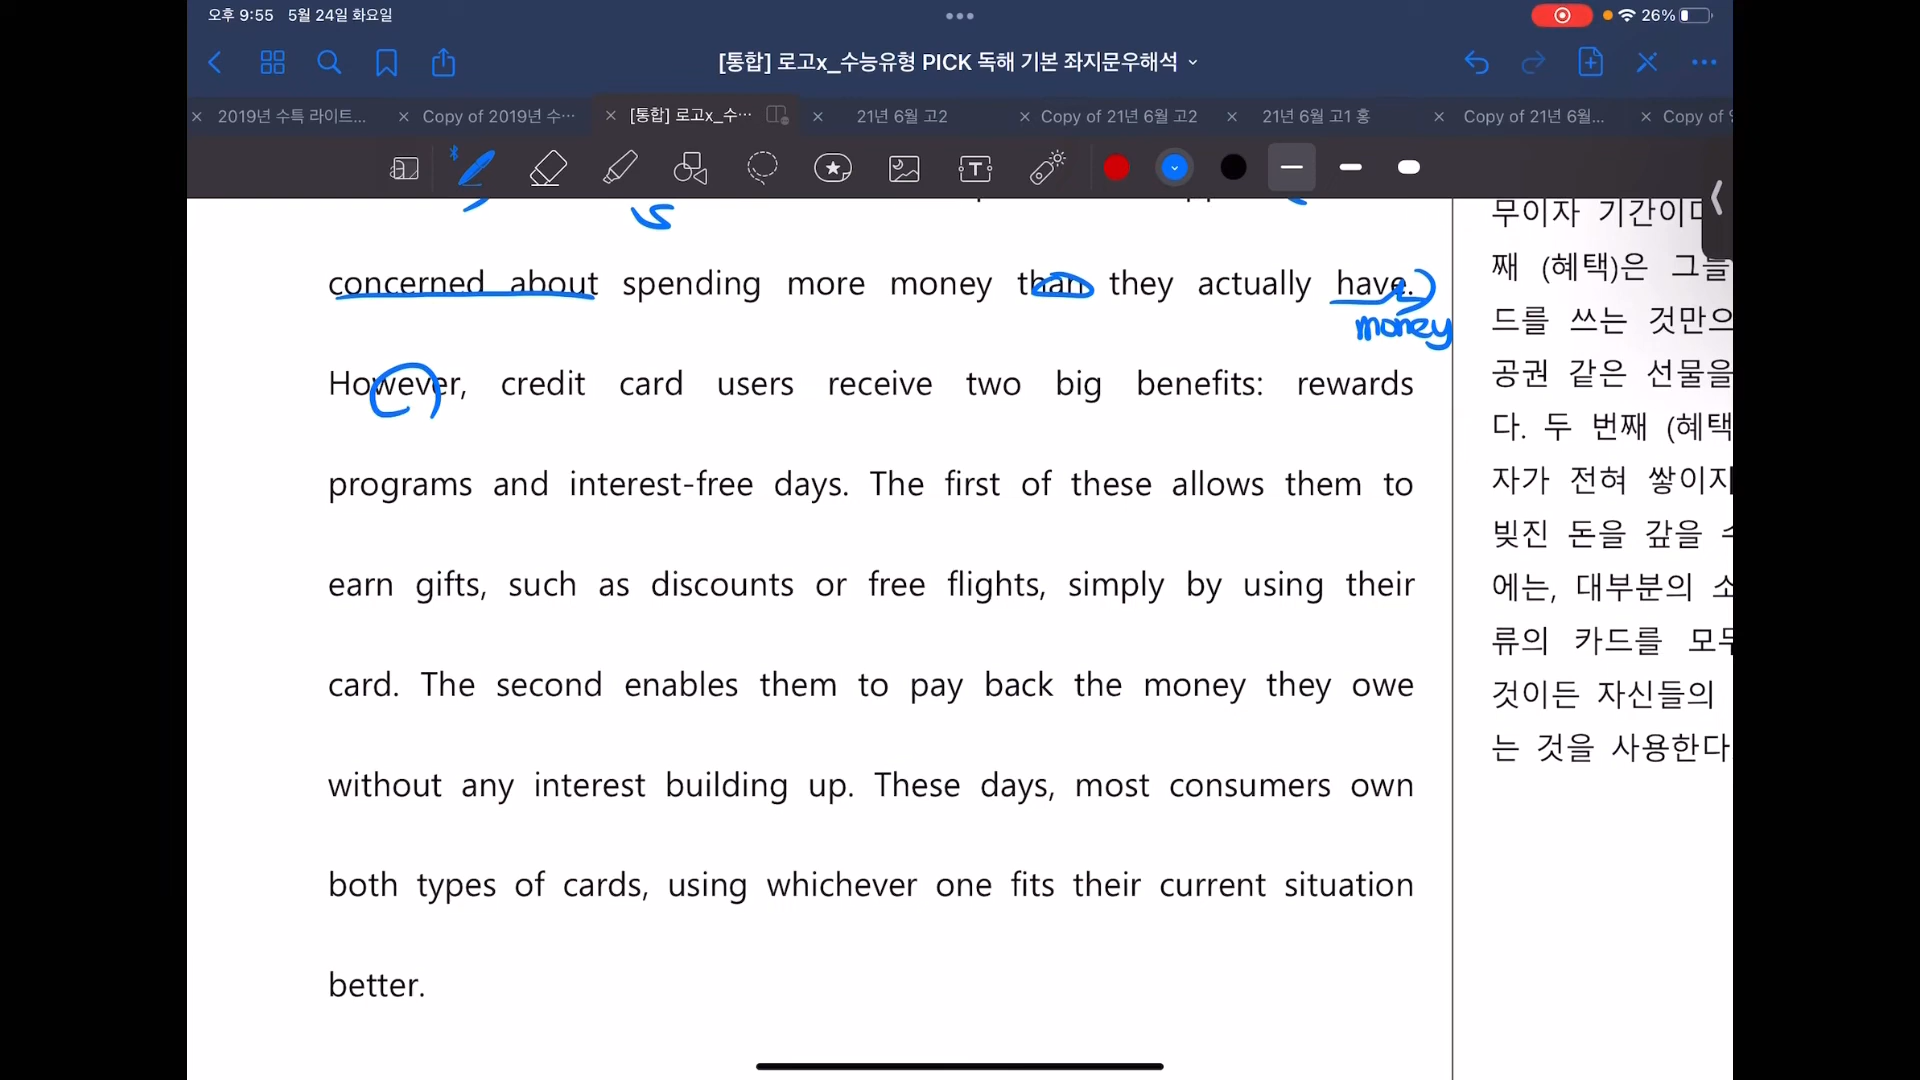 오후 9:55 5월 24일 화요일
26%
[통합] 로고x_수능유형 PICK 독해 기본 좌지문우해석
2019년 수특 라이트...
Copy of 2019년 수...
[통합] 로고x_수...
21년 6월 고2
Copy of 21년 6월 고2
21년 6월 고1 홍
Copy of 21년 6월...
Copy of
concerned about spending more money than they actually have.
money
However, credit card users receive two big benefits: rewards
programs and interest-free days. The first of these allows them to
earn gifts, such as discounts or free flights, simply by using their
card. The second enables them to pay back the money they owe
without any interest building up. These days, most consumers own
both types of cards, using whichever one fits their current situation
better.
무이자 기간이다
째 (혜택)은 그들
드를 쓰는 것만으
공권 같은 선물을
다. 두 번째 (혜택
자가 전혀 쌓이지
빚진 돈을 갚을
에는, 대부분의 소
류의 카드를 모두
것이든 자신들의
는 것을 사용한다